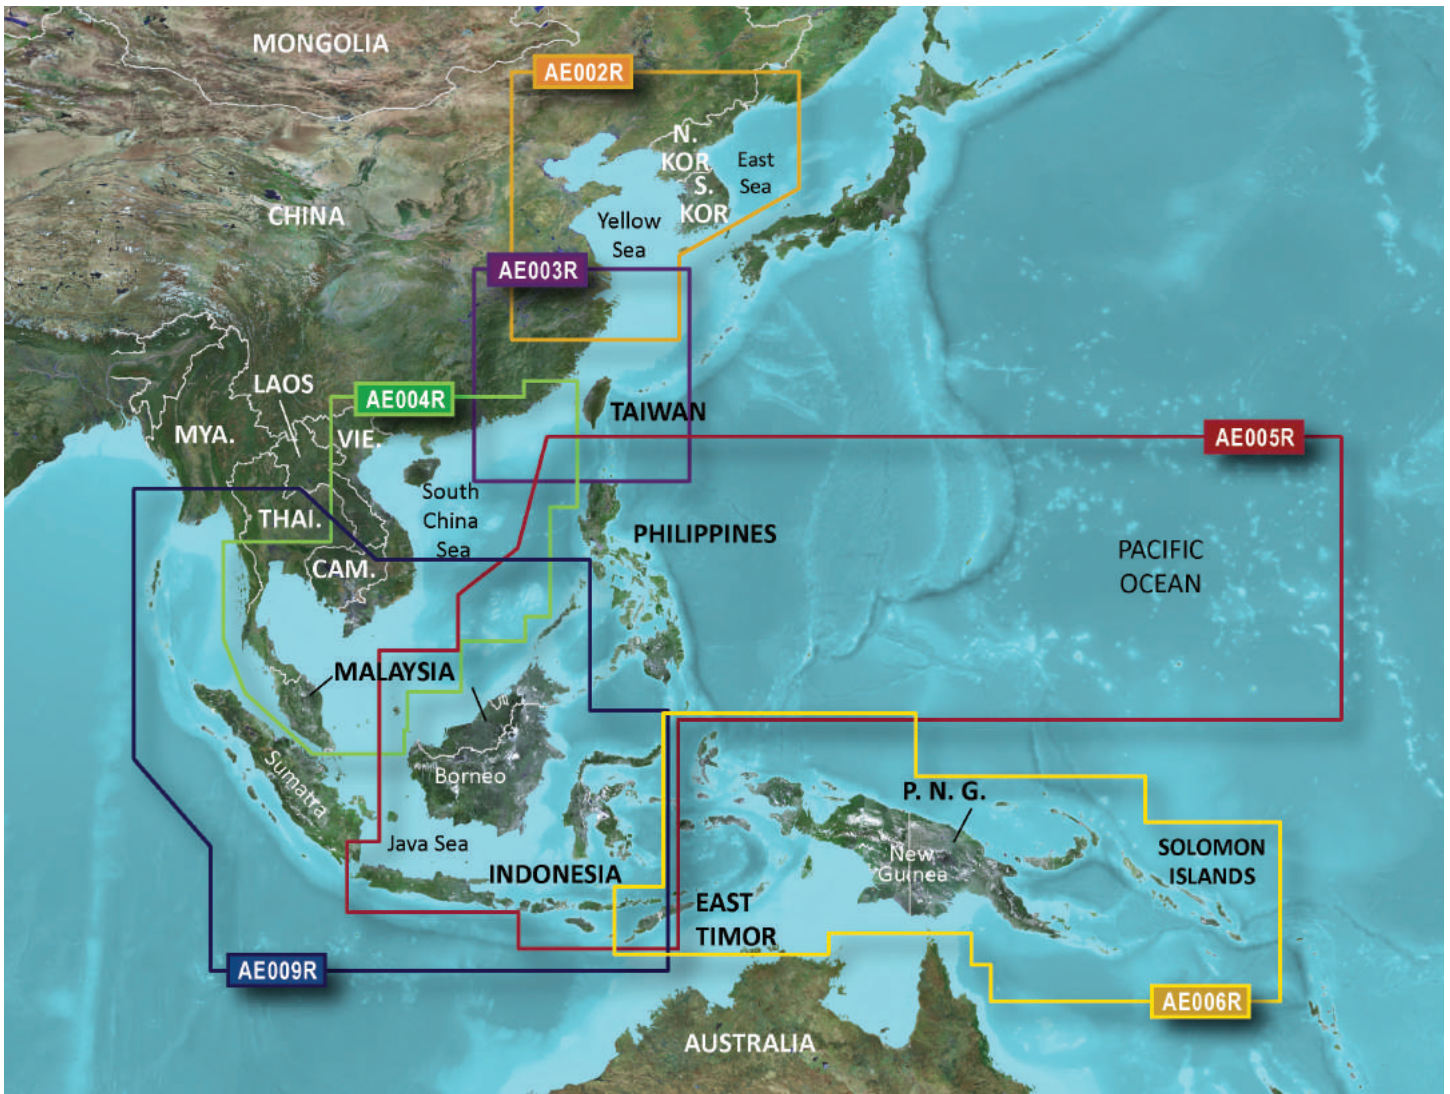 MONGOLIA
AE002R
N.
KOR
S.
KOR
East
Sea
CHINA
Yellow
Sea
AE003R
LAOS
AE004R
TAIWAN
MYA.
VIE.
AE005R
South
China
Sea
THAI.
PHILIPPINES
CAM.
PACIFIC
OCEAN
MALAYSIA
Sumatra
Borneo
P. N. G.
Java Sea
New
Guinea
SOLOMON
ISLANDS
INDONESIA
EAST
TIMOR
AE009R
AE006R
AUSTRALIA